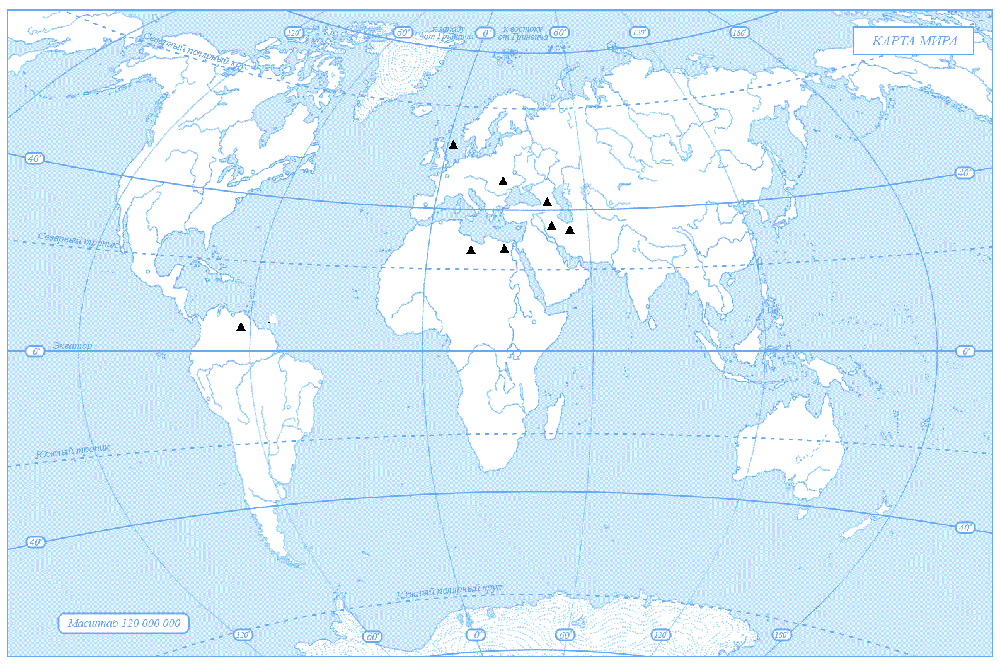 120°
60°
к западу
от Гринвича
0°
к востоку
от Гринвича
60°
120°
180°
КАРТА МИРА
Северный полярный круг
40°
40°
Северный тропик
Экватор
0°
0°
Южный тропик
40°
40°
Южный полярный круг
Масштаб 120 000 000
120°
60°
0°
60°
120°
180°